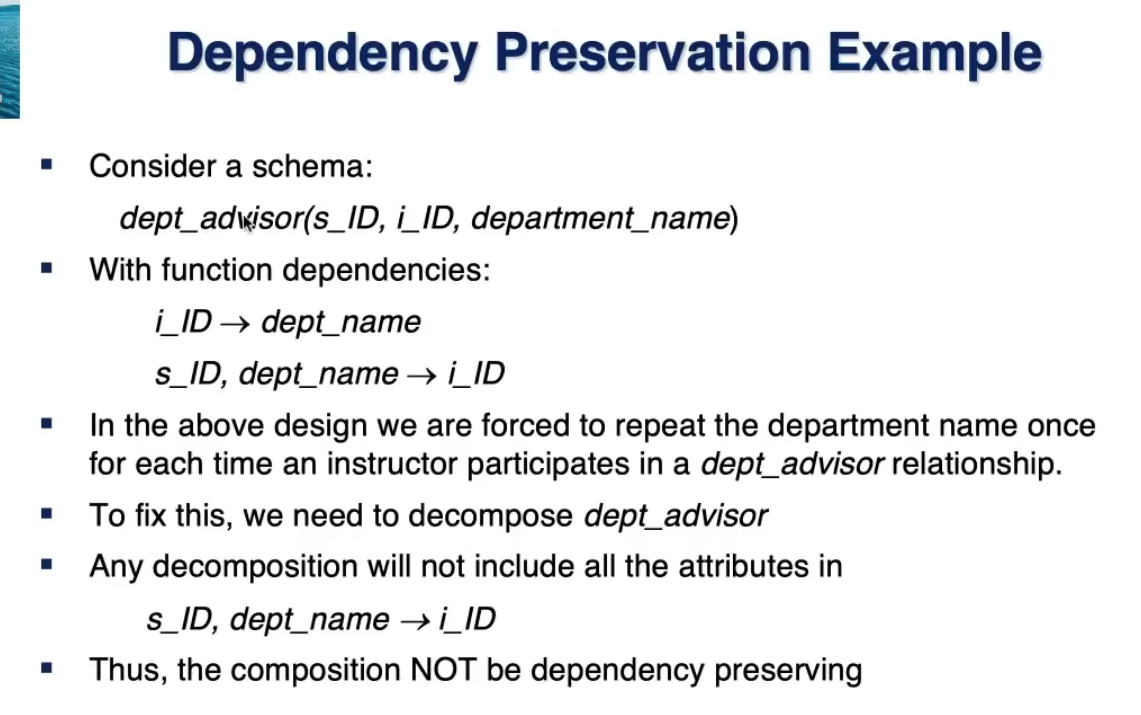 Dependency Preservation Example
▪ Consider a schema:
dept_advisor(s_ID, i_ID, department_name)
▪ With function dependencies:
i_ID → dept_name
s_ID, dept_name → i_ID
▪ In the above design we are forced to repeat the department name once
for each time an instructor participates in a dept_advisor relationship.
▪ To fix this, we need to decompose dept_advisor
▪ Any decomposition will not include all the attributes in
s_ID, dept_name → i_ID
▪ Thus, the composition NOT be dependency preserving